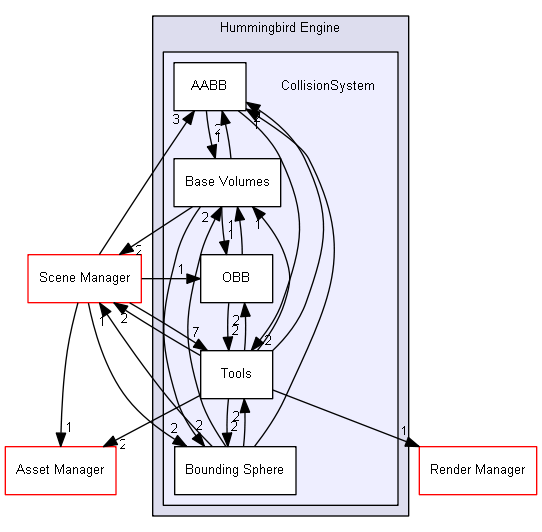 Hummingbird Engine
AABB
CollisionSystem
3
2
1
2
1
Base Volumes
2
2
1
1
1
Scene Manager
1
OBB
2
7
2
2
2
1
Tools
1
2
2
2
2
2
1
Asset Manager
Bounding Sphere
Render Manager